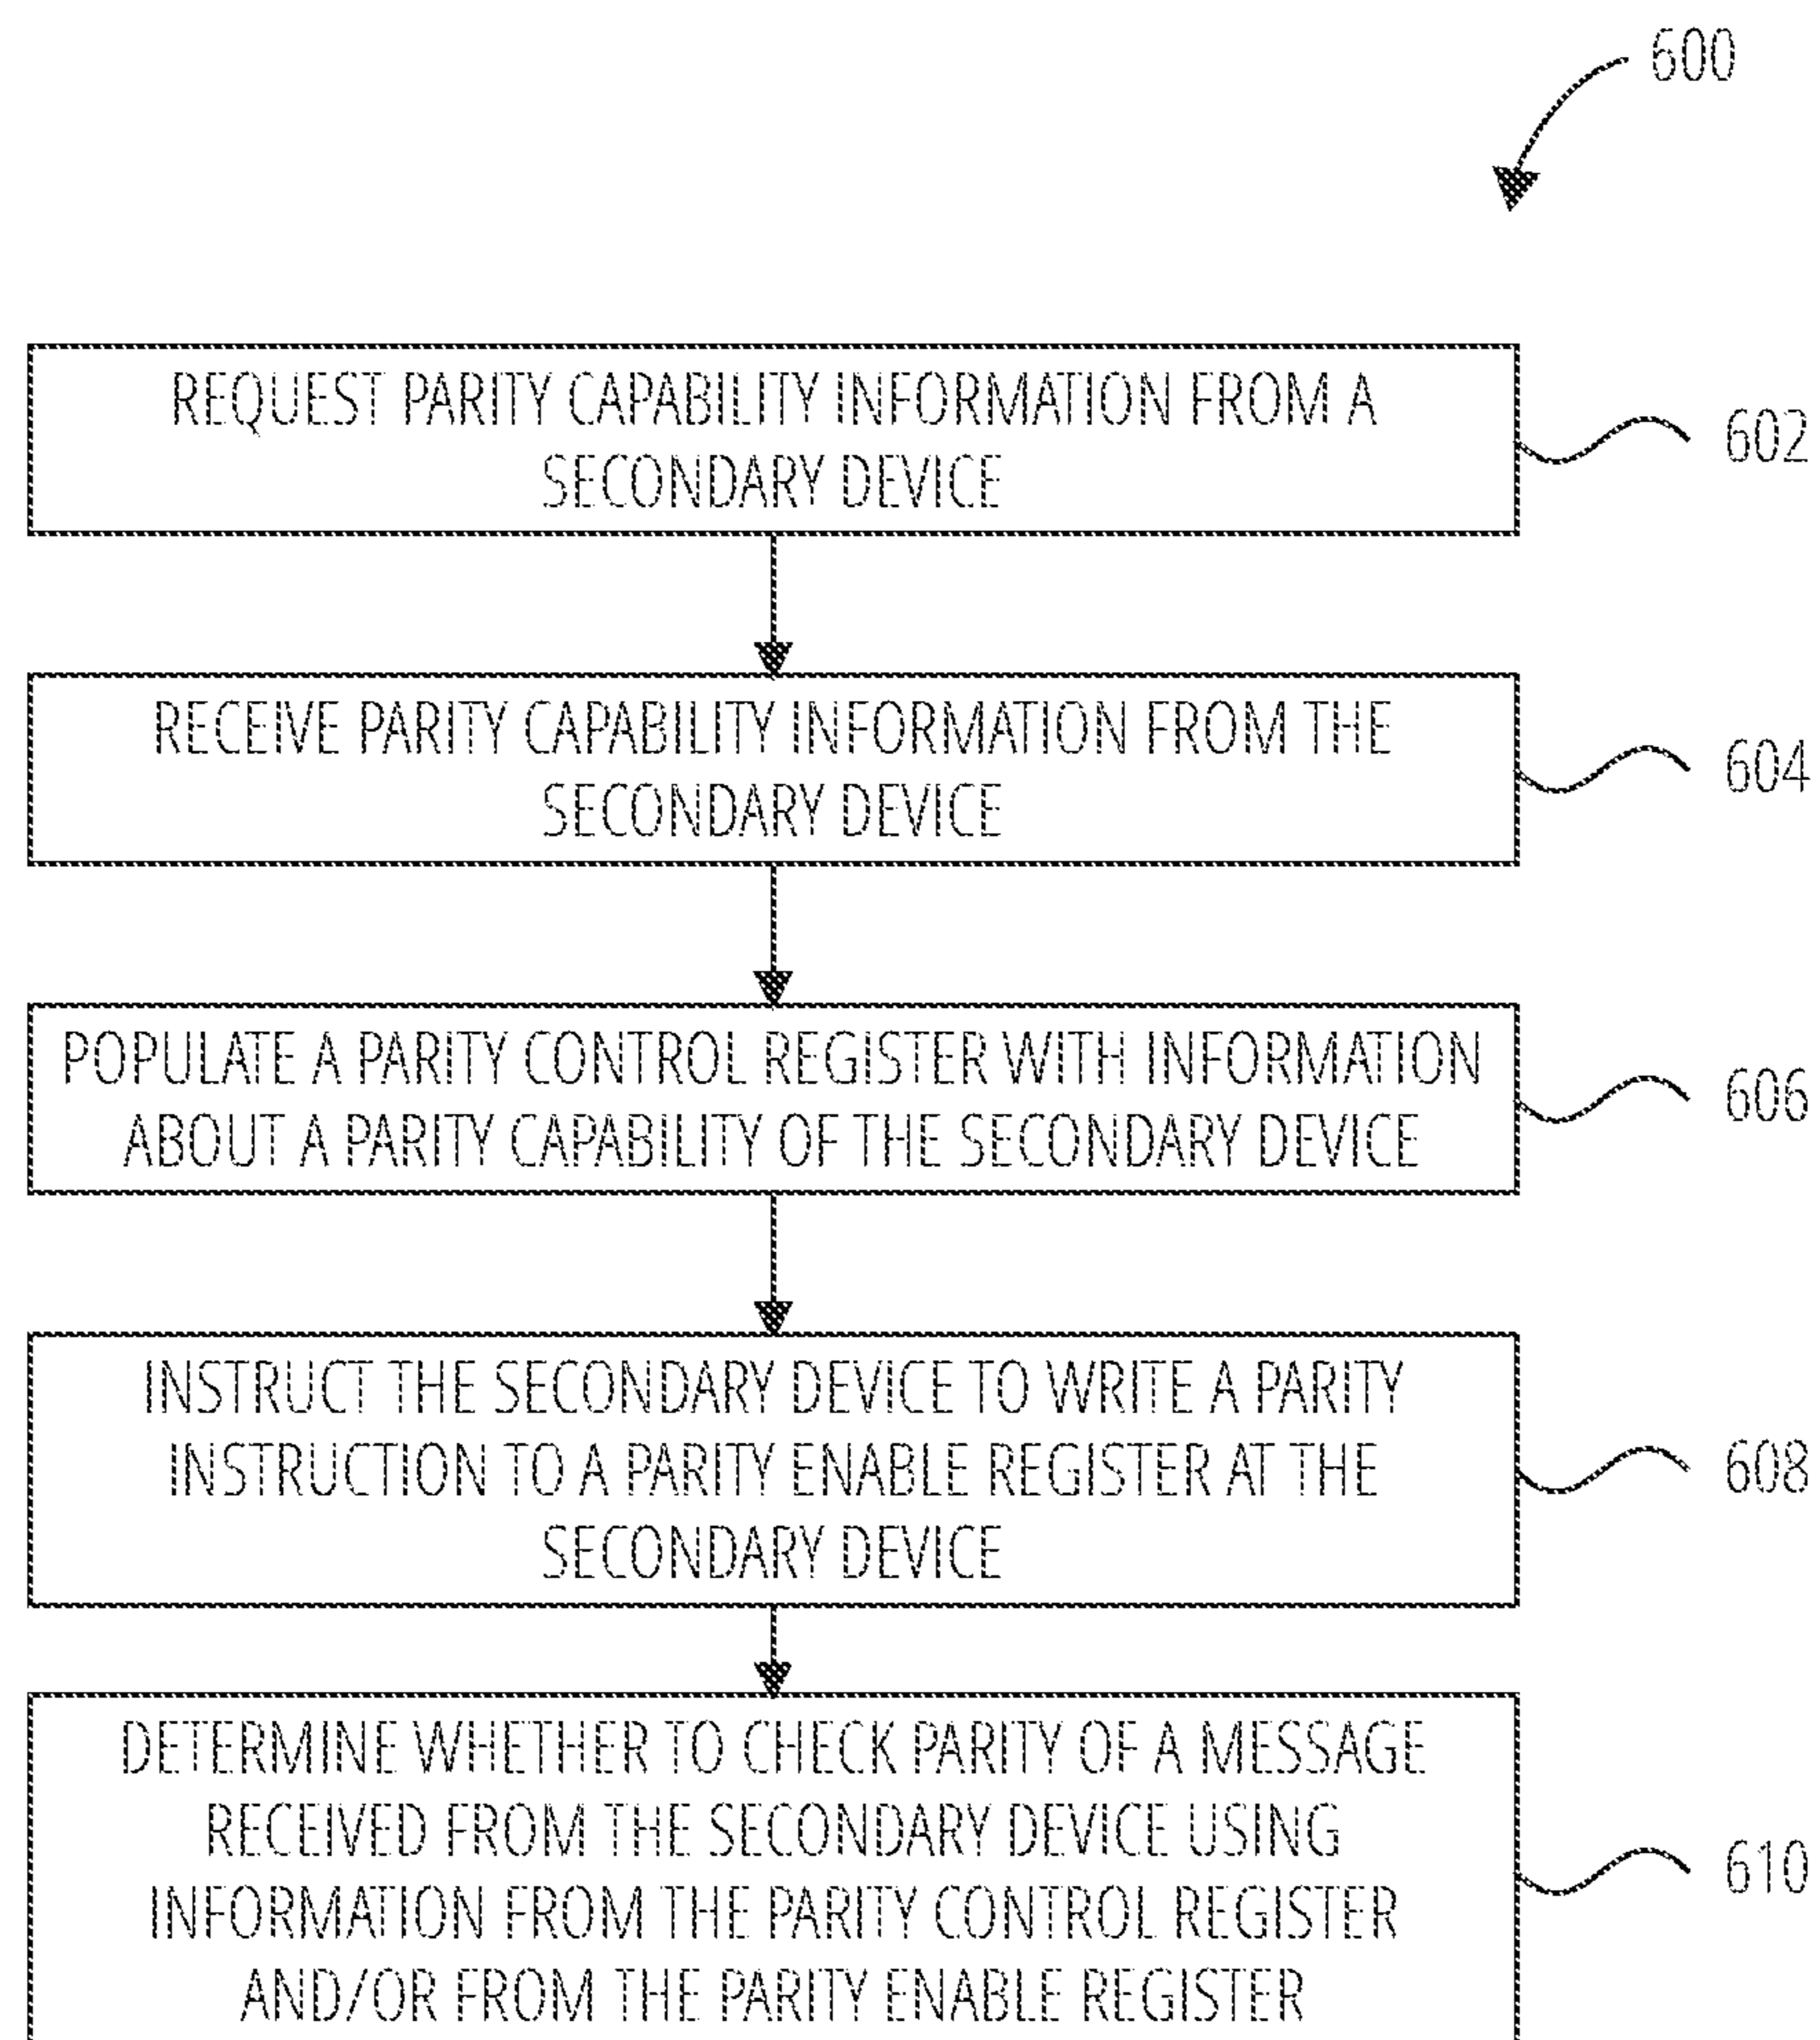 600
REQUEST PARITY CAPABILITY INFORMATION FROM A
SECONDARY DEVICE
602
RECEIVE PARITY CAPABILITY INFORMATION FROM THE
SECONDARY DEVICE
604
POPULATE A PARITY CONTROL REGISTER WITH INFORMATION
ABOUT A PARITY CAPABILITY OF THE SECONDARY DEVICE
606
INSTRUCT THE SECONDARY DEVICE TO WRITE A PARITY
INSTRUCTION TO A PARITY ENABLE REGISTER AT THE
SECONDARY DEVICE
608
DETERMINE WHETHER TO CHECK PARITY OF A MESSAGE
RECEIVED FROM THE SECONDARY DEVICE USING
INFORMATION FROM THE PARITY CONTROL REGISTER
AND/OR FROM THE PARITY ENABLE REGISTER
610